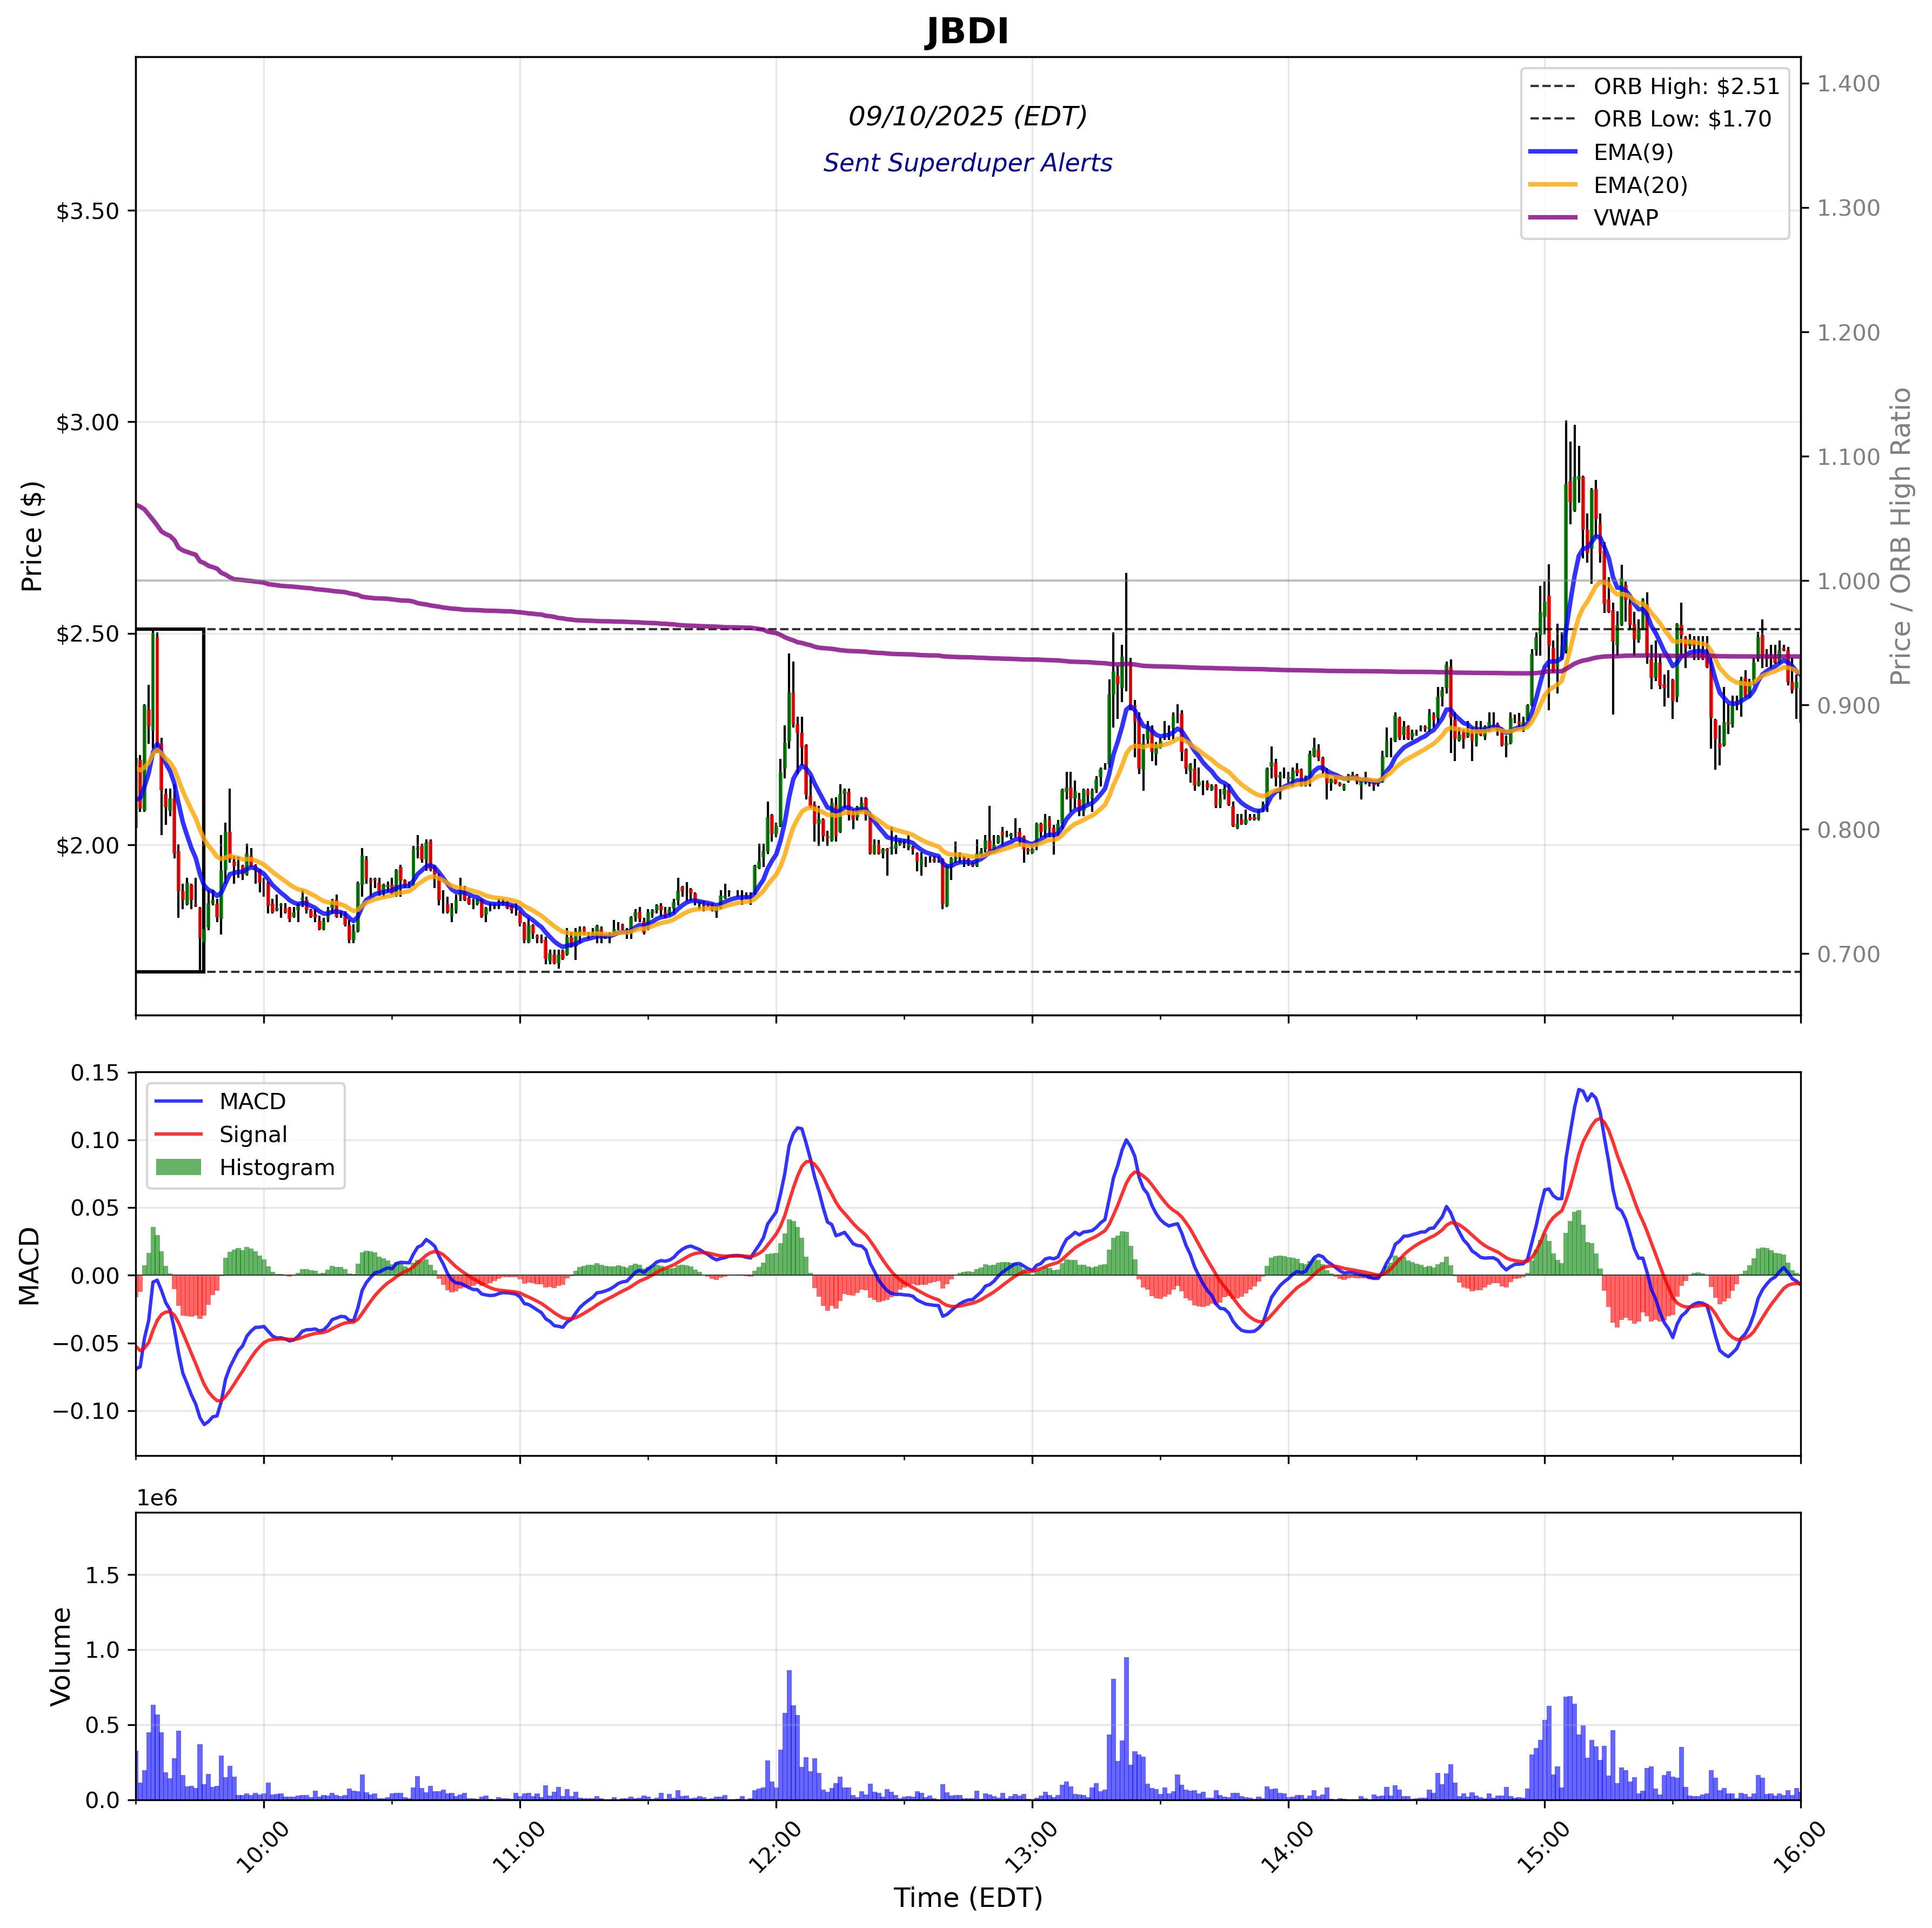 JBDI
09/10/2025 (EDT)
Sent Superduper Alerts
ORB High: $2.51
ORB Low: $1.70
EMA(9)
EMA(20)
VWAP
$3.50
$3.00
$2.50
$2.00
Price ($)
1.400
1.300
1.200
1.100
1.000
0.900
0.800
0.700
Price / ORB High Ratio
MACD
Signal
Histogram
0.15
0.10
0.05
0.00
−0.05
−0.10
MACD
1e6
1.5
1.0
0.5
0.0
Volume
10:00
11:00
12:00
13:00
14:00
15:00
16:00
Time (EDT)